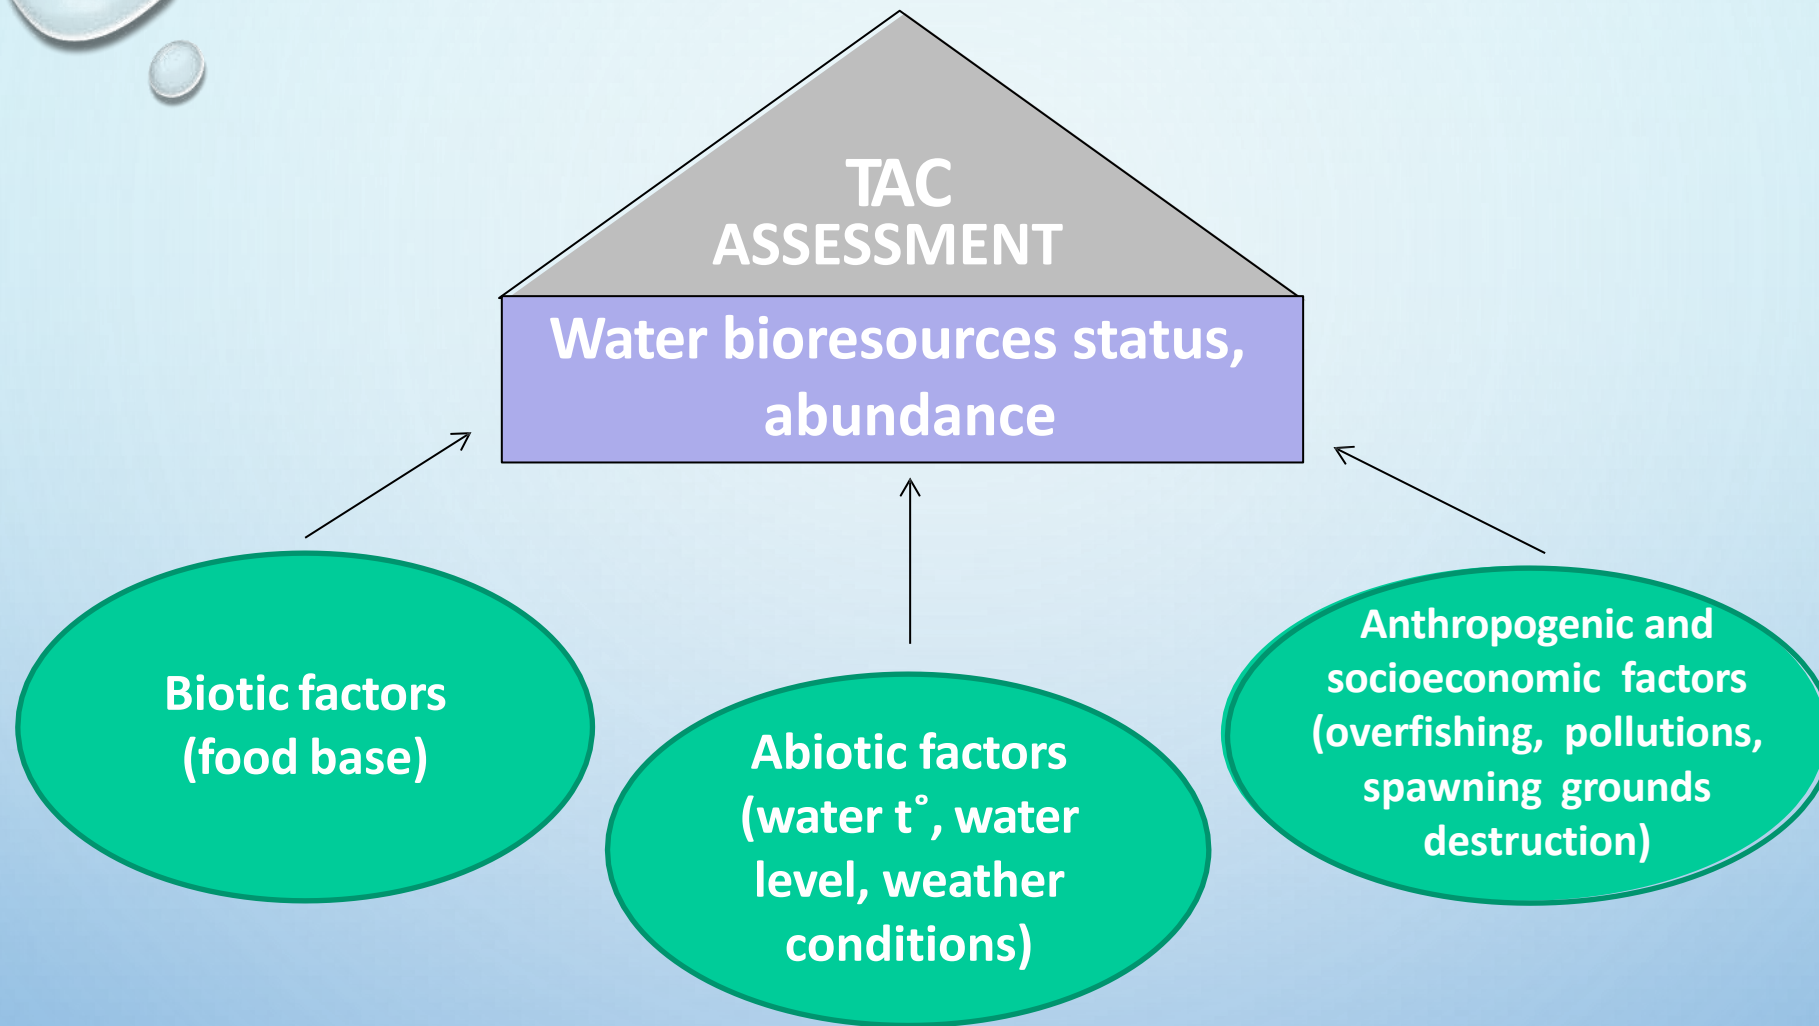 TAC
ASSESSMENT
Water bioresources status,
abundance
Biotic factors
(food base)
Abiotic factors
(water t˚, water
level, weather
conditions)
Anthropogenic and
socioeconomic factors
(overfishing, pollutions,
spawning grounds
destruction)